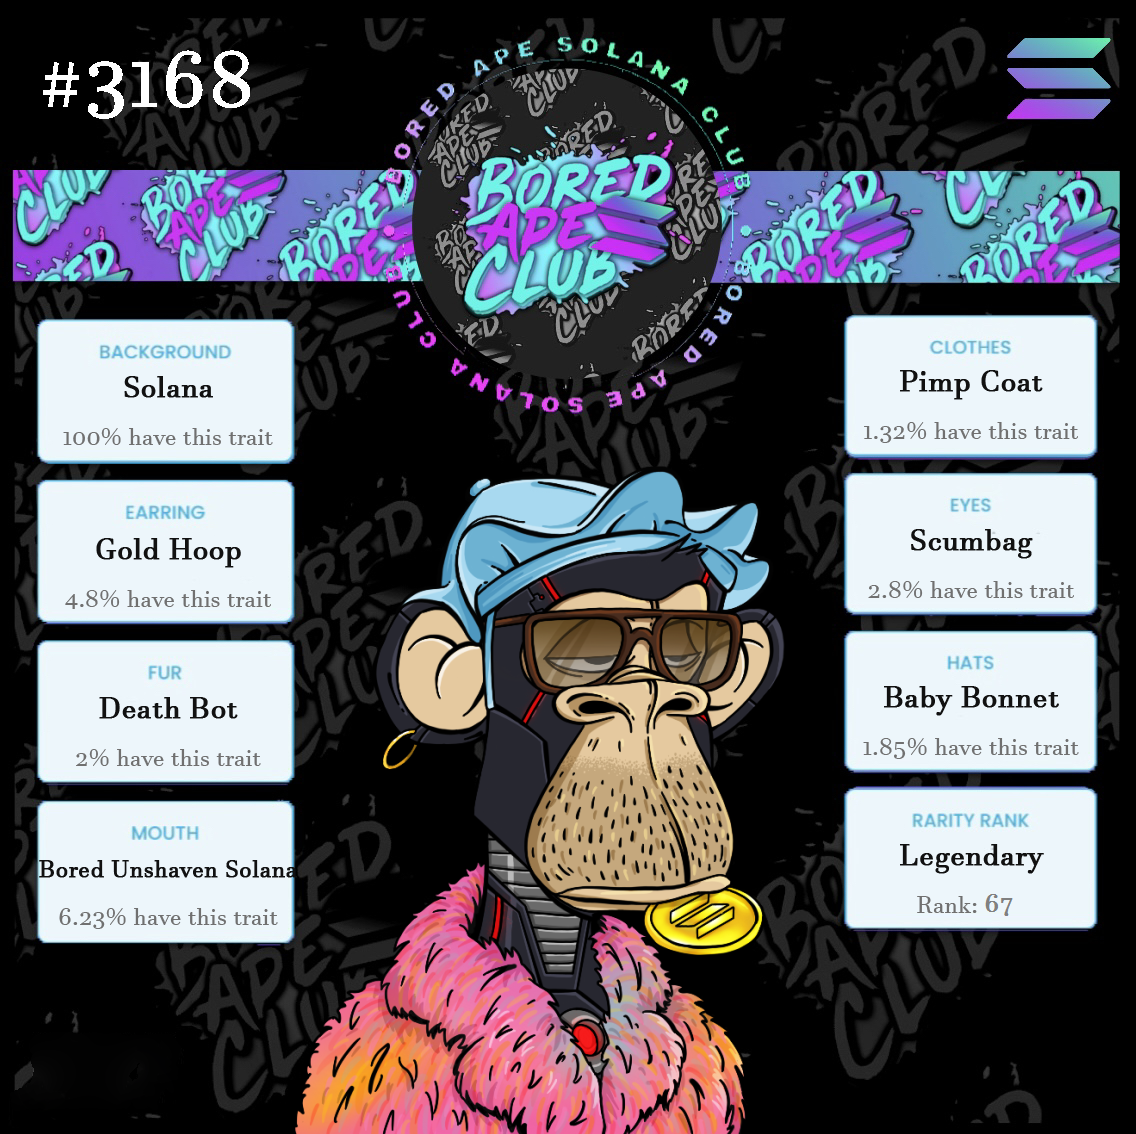 #3168
BORED APE SOLANA CLUB
BORED APE SOLANA CLUB
BORED
APE
CLUB
BACKGROUND
Solana
100% have this trait
EARRING
Gold Hoop
4.8% have this trait
FUR
Death Bot
2% have this trait
MOUTH
Bored Unshaven Solana
6.23% have this trait
CLOTHES
Pimp Coat
1.32% have this trait
EYES
Scumbag
2.8% have this trait
HATS
Baby Bonnet
1.85% have this trait
RARITY RANK
Legendary
Rank: 67